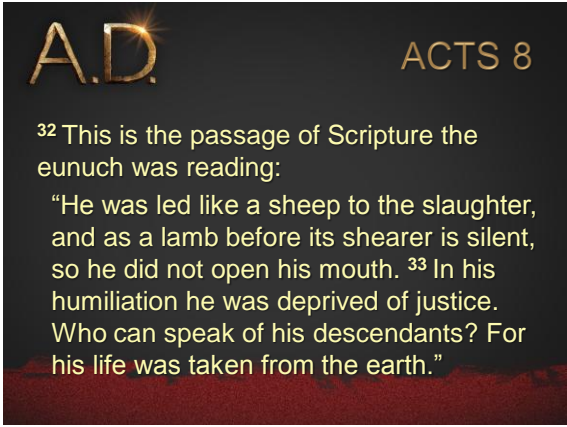 A.D. ACTS 8
32 This is the passage of Scripture the
eunuch was reading:
“He was led like a sheep to the slaughter,
and as a lamb before its shearer is silent,
so he did not open his mouth. 33 In his
humiliation he was deprived of justice.
Who can speak of his descendants? For
his life was taken from the earth.”